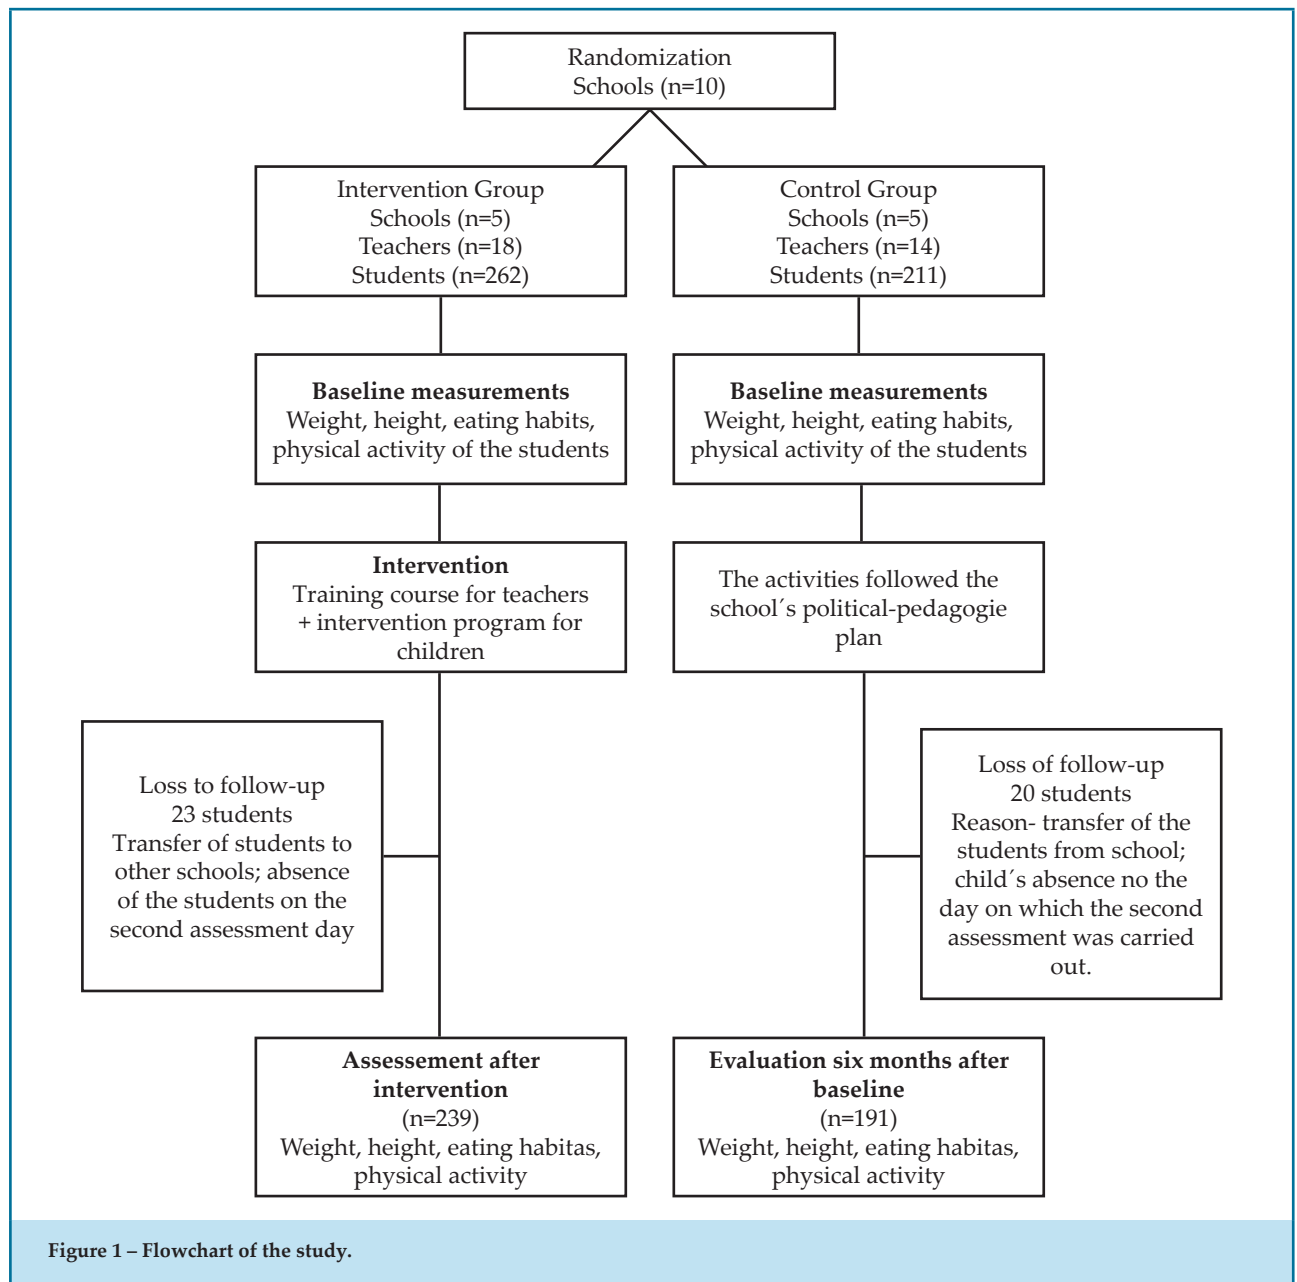 Randomization
Schools (n=10)
Intervention Group
Schools (n=5)
Teachers (n=18)
Students (n=262)
Control Group
Schools (n=5)
Teachers (n=14)
Students (n=211)
Baseline measurements
Weight, height, eating habits,
physical activity of the students
Baseline measurements
Weight, height, eating habits,
physical activity of the students
Intervention
Training course for teachers
+ intervention program for
children
The activities followed the
school´s political-pedagogie
plan
Loss to follow-up
23 students
Transfer of students to
other schools; absence
of the students on the
second assessment day
Loss of follow-up
20 students
Reason- transfer of the
students from school;
child´s absence no the
day on which the second
assessment was carried
out.
Assessement after
intervention
(n=239)
Weight, height, eating habitas,
physical activity
Evaluation six months after
baseline
(n=191)
Weight, height, eating habitas,
physical activity
Figure 1 – Flowchart of the study.